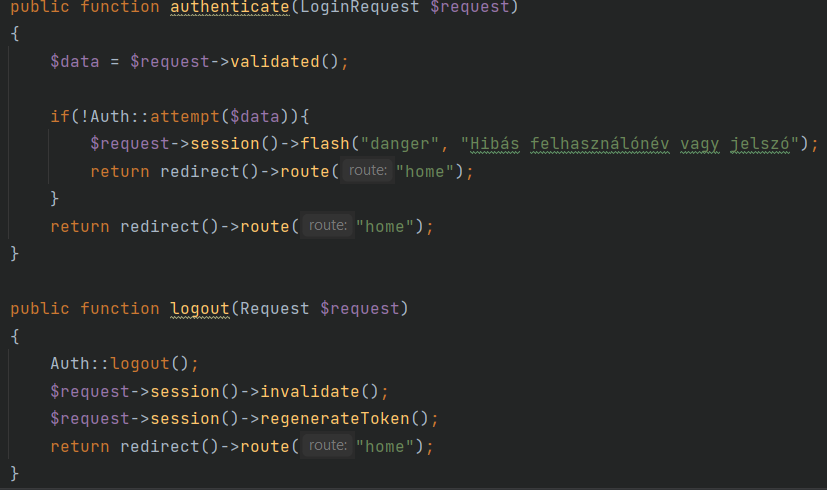 public function authenticate(LoginRequest $request)
{
    $data = $request->validated();

    if(!Auth::attempt($data)){
        $request->session()->flash("danger", "Hibás felhasználónév vagy jelszó");
        return redirect()->route( route: "home");
    }
    return redirect()->route( route: "home");
}

public function logout(Request $request)
{
    Auth::logout();
    $request->session()->invalidate();
    $request->session()->regenerateToken();
    return redirect()->route( route: "home");
}